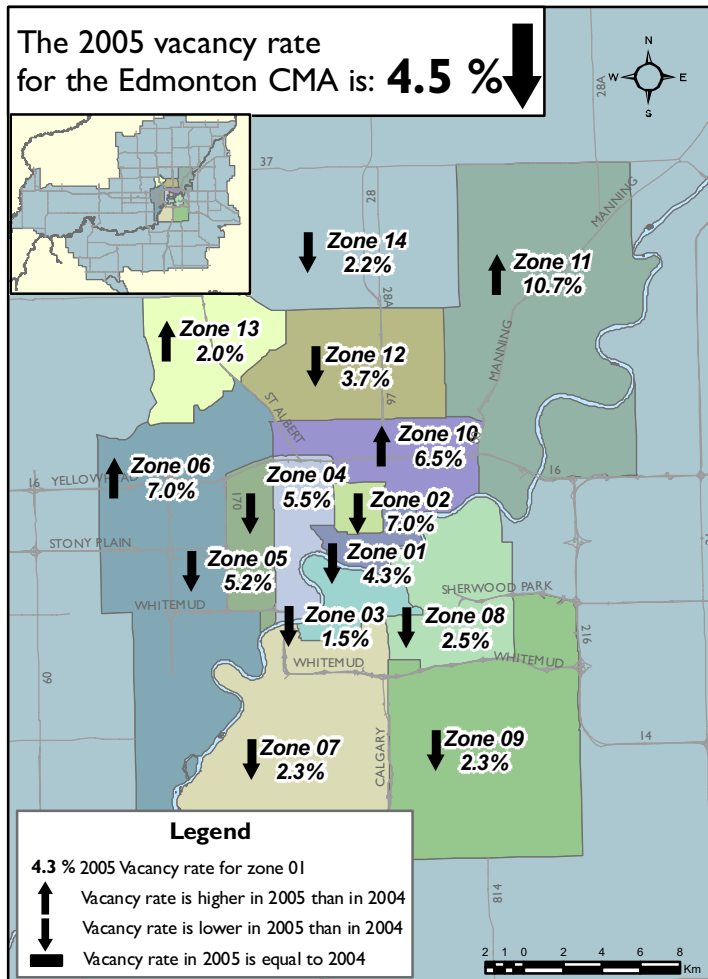 The 2005 vacancy rate
for the Edmonton CMA is: 4.5 %
N
W E
S
28A
37
28
MANNING
Zone 14
2.2%
Zone 11
10.7%
28A
Zone 13
2.0%
Zone 12
3.7%
MANNING
97
ST ALBERT
Zone 10
6.5%
Zone 06
7.0%
Zone 04
5.5%
16 YELLOWHEAD
16
170
Zone 02
7.0%
STONY PLAIN
Zone 05
5.2%
Zone 01
4.3%
SHERWOOD PARK
WHITEMUD
Zone 03
1.5%
Zone 08
2.5%
216
WHITEMUD
WHITEMUD
60
14
Zone 07
2.3%
CALGARY
Zone 09
2.3%
814
Legend
4.3 % 2005 Vacancy rate for zone 01
Vacancy rate is higher in 2005 than in 2004
Vacancy rate is lower in 2005 than in 2004
Vacancy rate in 2005 is equal to 2004
2 1 0 2 4 6 8
Km